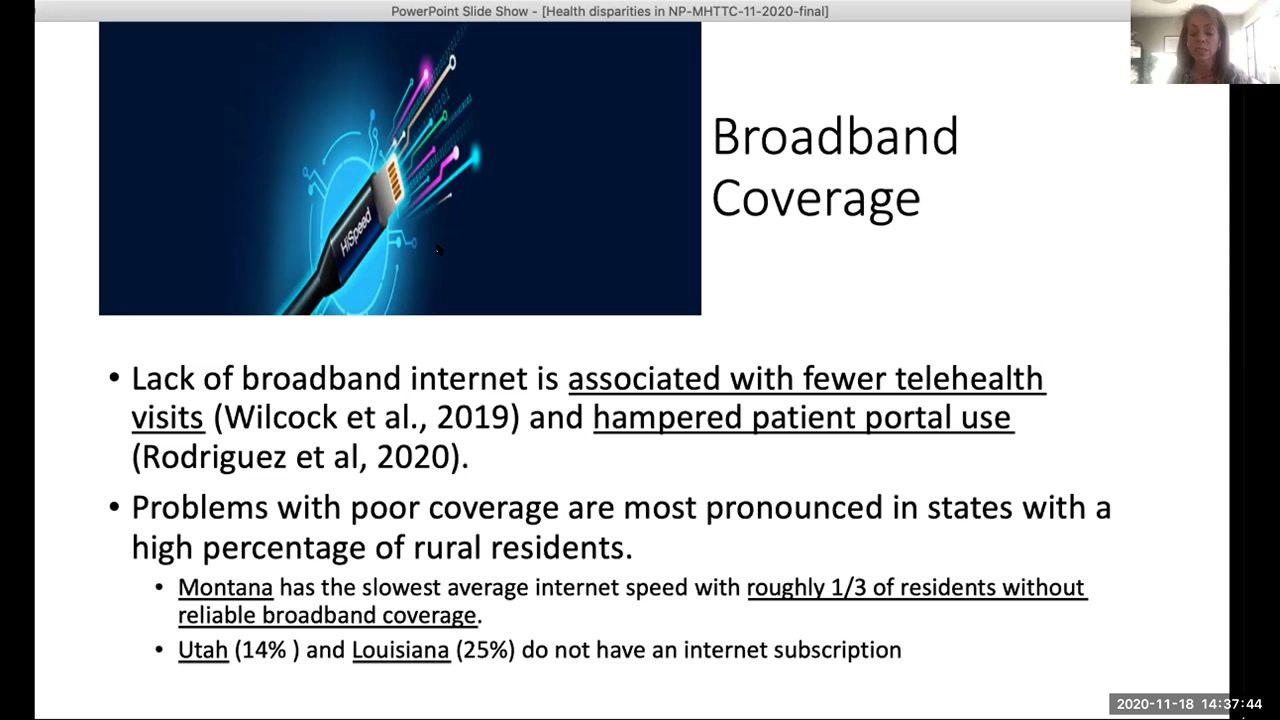 PowerPoint Slide Show - [Health disparities in NP-MHTTC-11-2020-final]
HiSpeed
Broadband
Coverage
• Lack of broadband internet is associated with fewer telehealth
visits (Wilcock et al., 2019) and hampered patient portal use
(Rodriguez et al, 2020).
• Problems with poor coverage are most pronounced in states with a
high percentage of rural residents.
• Montana has the slowest average internet speed with roughly 1/3 of residents without
reliable broadband coverage.
• Utah (14% ) and Louisiana (25%) do not have an internet subscription
2020-11-18 14:37:44